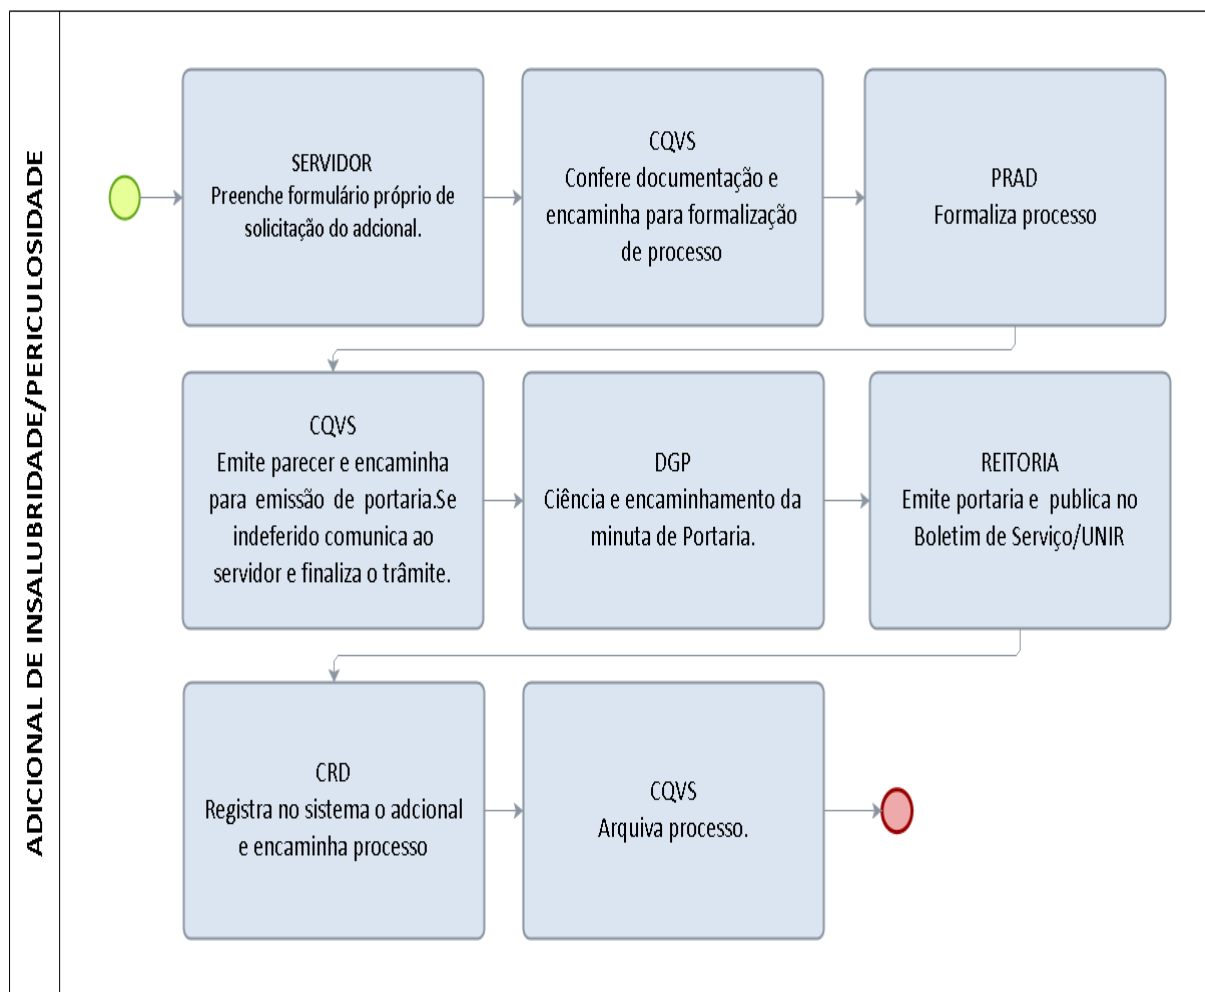 ADICIONAL DE INSALUBRIDADE/PERICULOSIDADE
SERVIDOR
Preenche formulário próprio de
solicitação do adcional.
CQVS
Confere documentação e
encaminha para formalização
de processo
PRAD
Formaliza processo
CQVS
Emite parecer e encaminha
para emissão de portaria.Se
indeferido comunica ao
servidor e finaliza o trâmite.
DGP
Ciência e encaminhamento da
minuta de Portaria.
REITORIA
Emite portaria e publica no
Boletim de Serviço/UNIR
CRD
Registra no sistema o adcional
e encaminha processo
CQVS
Arquiva processo.